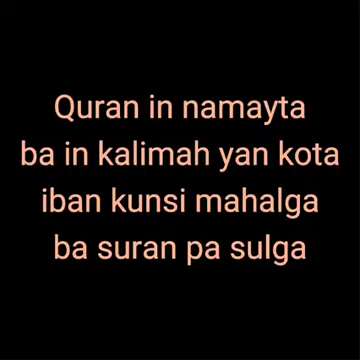 Quran in namayta
ba in kalimah yan kota
iban kunsi mahalga
ba suran pa sulga